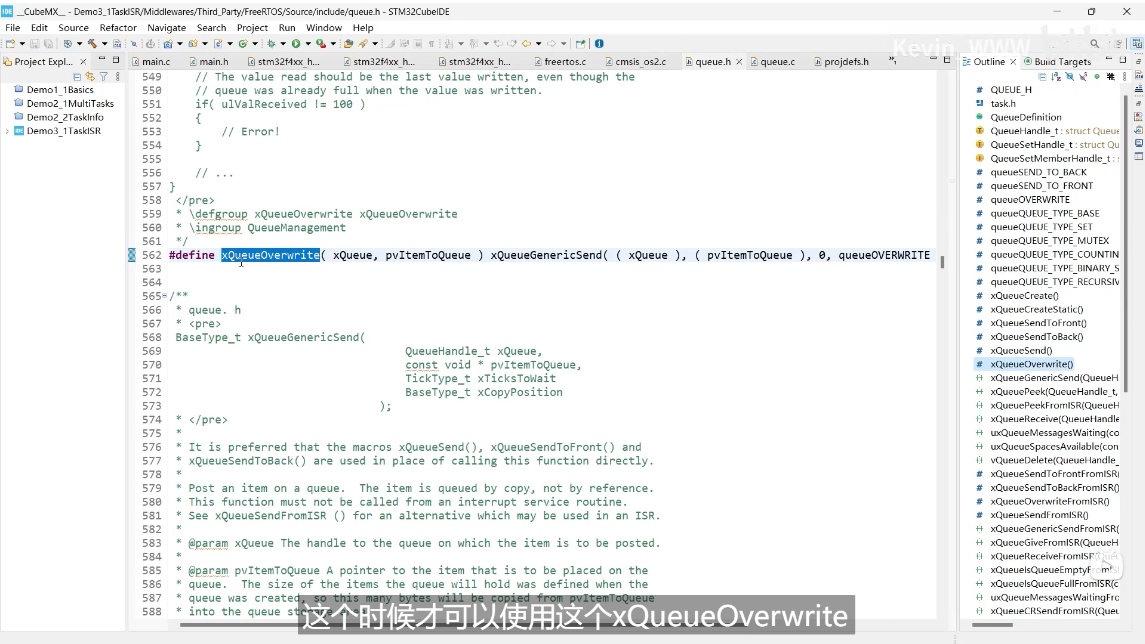 __CubeMX__ - Demo3_1TaskISR/Middlewares/Third_Party/FreeRTOS/Source/include/queue.h - STM32CubeIDE
File Edit Source Refactor Navigate Search Project Run Window Help
Kevin_WWW
Project Expl...
main.c main.h stm32f4xx_h... stm32f4xx_h... stm32f4xx_h... freertos.c cmsis_os2.c queue.h queue.c projdefs.h
Outline Build Targets
Demo1_1Basics
Demo2_1MultiTasks
Demo2_2TaskInfo
Demo3_1TaskISR
549 // The value read should be the last value written, even though the
550 // queue was already full when the value was written.
551 if( ulValReceived != 100 )
552 {
553 // Error!
554 }
555
556 // ...
557 }
558 </pre>
559 * \defgroup xQueueOverwrite xQueueOverwrite
560 * \ingroup QueueManagement
561 */
562 #define xQueueOverwrite( xQueue, pvItemToQueue ) xQueueGenericSend( ( xQueue ), ( pvItemToQueue ), 0, queueOVERWRITE
563
564
565 /**
566 * queue. h
567 * <pre>
568 BaseType_t xQueueGenericSend(
569 QueueHandle_t xQueue,
570 const void * pvItemToQueue,
571 TickType_t xTicksToWait
572 BaseType_t xCopyPosition
573 );
574 * </pre>
575 *
576 * It is preferred that the macros xQueueSend(), xQueueSendToFront() and
577 * xQueueSendToBack() are used in place of calling this function directly.
578 *
579 * Post an item on a queue. The item is queued by copy, not by reference.
580 * This function must not be called from an interrupt service routine.
581 * See xQueueSendFromISR () for an alternative which may be used in an ISR.
582 *
583 * @param xQueue The handle to the queue on which the item is to be posted.
584 *
585 * @param pvItemToQueue A pointer to the item that is to be placed on the
586 * queue. The size of the items the queue will hold was defined when the
587 * queue was created, so this many bytes will be copied from pvItemToQueue
588 * into the queue
QUEUE_H
task.h
QueueDefinition
QueueHandle_t : struct Queue
QueueSetHandle_t : struct Qu
QueueSetMemberHandle_t :
queueSEND_TO_BACK
queueSEND_TO_FRONT
queueOVERWRITE
queueQUEUE_TYPE_BASE
queueQUEUE_TYPE_SET
queueQUEUE_TYPE_MUTEX
queueQUEUE_TYPE_COUNTIN
queueQUEUE_TYPE_BINARY_S
queueQUEUE_TYPE_RECURSIV
xQueueCreate()
xQueueCreateStatic()
xQueueSendToFront()
xQueueSendToBack()
xQueueSend()
xQueueOverwrite()
xQueueGenericSend(QueueH
xQueuePeek(QueueHandle_t,
xQueuePeekFromISR(QueueH
xQueueReceive(QueueHandle_
uxQueueMessagesWaiting(co
uxQueueSpacesAvailable(con
vQueueDelete(QueueHandle_
xQueueSendToFrontFromISR(
xQueueSendToBackFromISR()
xQueueOverwriteFromISR()
xQueueSendFromISR()
xQueueGenericSendFromISR(
xQueueGiveFromISR(QueueH
xQueueReceiveFromISR(
xQueueIsQueueEmptyFromI
xQueueIsQueueFullFromISR(c
uxQueueMessagesWaitingFro
xQueueCRSendFromISR(Que
这个时候才可以使用这个xQueueOverwrite